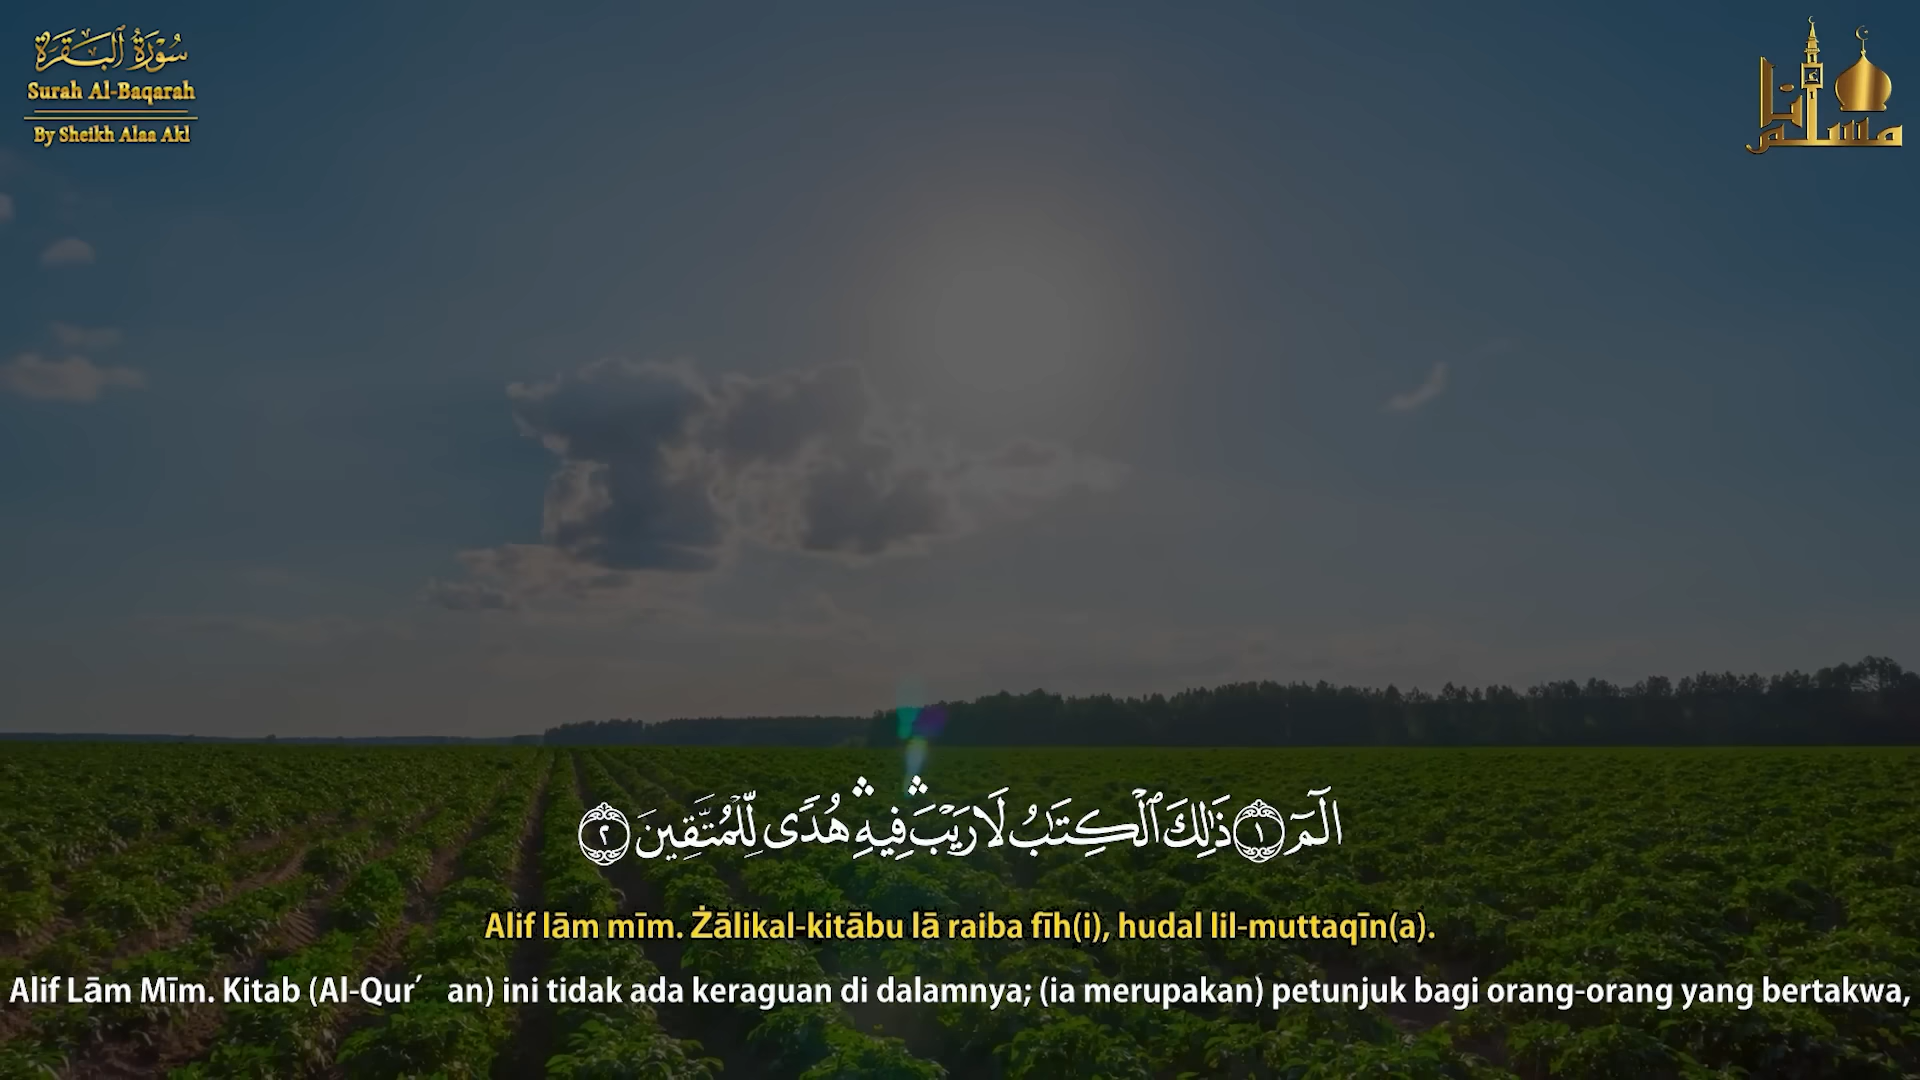 سُورَةُ ٱلْبَقَرَة
Surah Al-Baqarah
By Sheikh Alaa Akl
أنا مسلم
الٓمٓ ١ ذَٰلِكَ ٱلْكِتَٰبُ لَا رَيْبَ ۛ فِيهِ ۛ هُدًى لِّلْمُتَّقِينَ ٢
Alif lām mīm. Żālikal-kitābu lā raiba fīh(i), hudal lil-muttaqīn(a).
Alif Lām Mīm. Kitab (Al-Qur′an) ini tidak ada keraguan di dalamnya; (ia merupakan) petunjuk bagi orang-orang yang bertakwa,